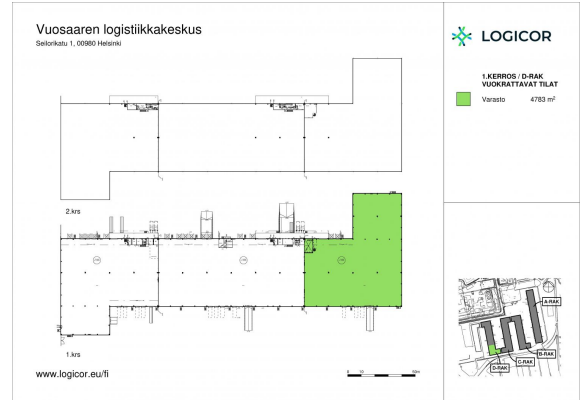 Vuosaaren logistiikkakeskus
Seilorikatu 1, 00980 Helsinki
LOGICOR
1.KERROS / D-RAK
VUOKRATTAVAT TILAT
Varasto 4783 m²
2.krs
1.krs
www.logicor.eu/fi
0 10 50m
A-RAK
B-RAK
C-RAK
D-RAK